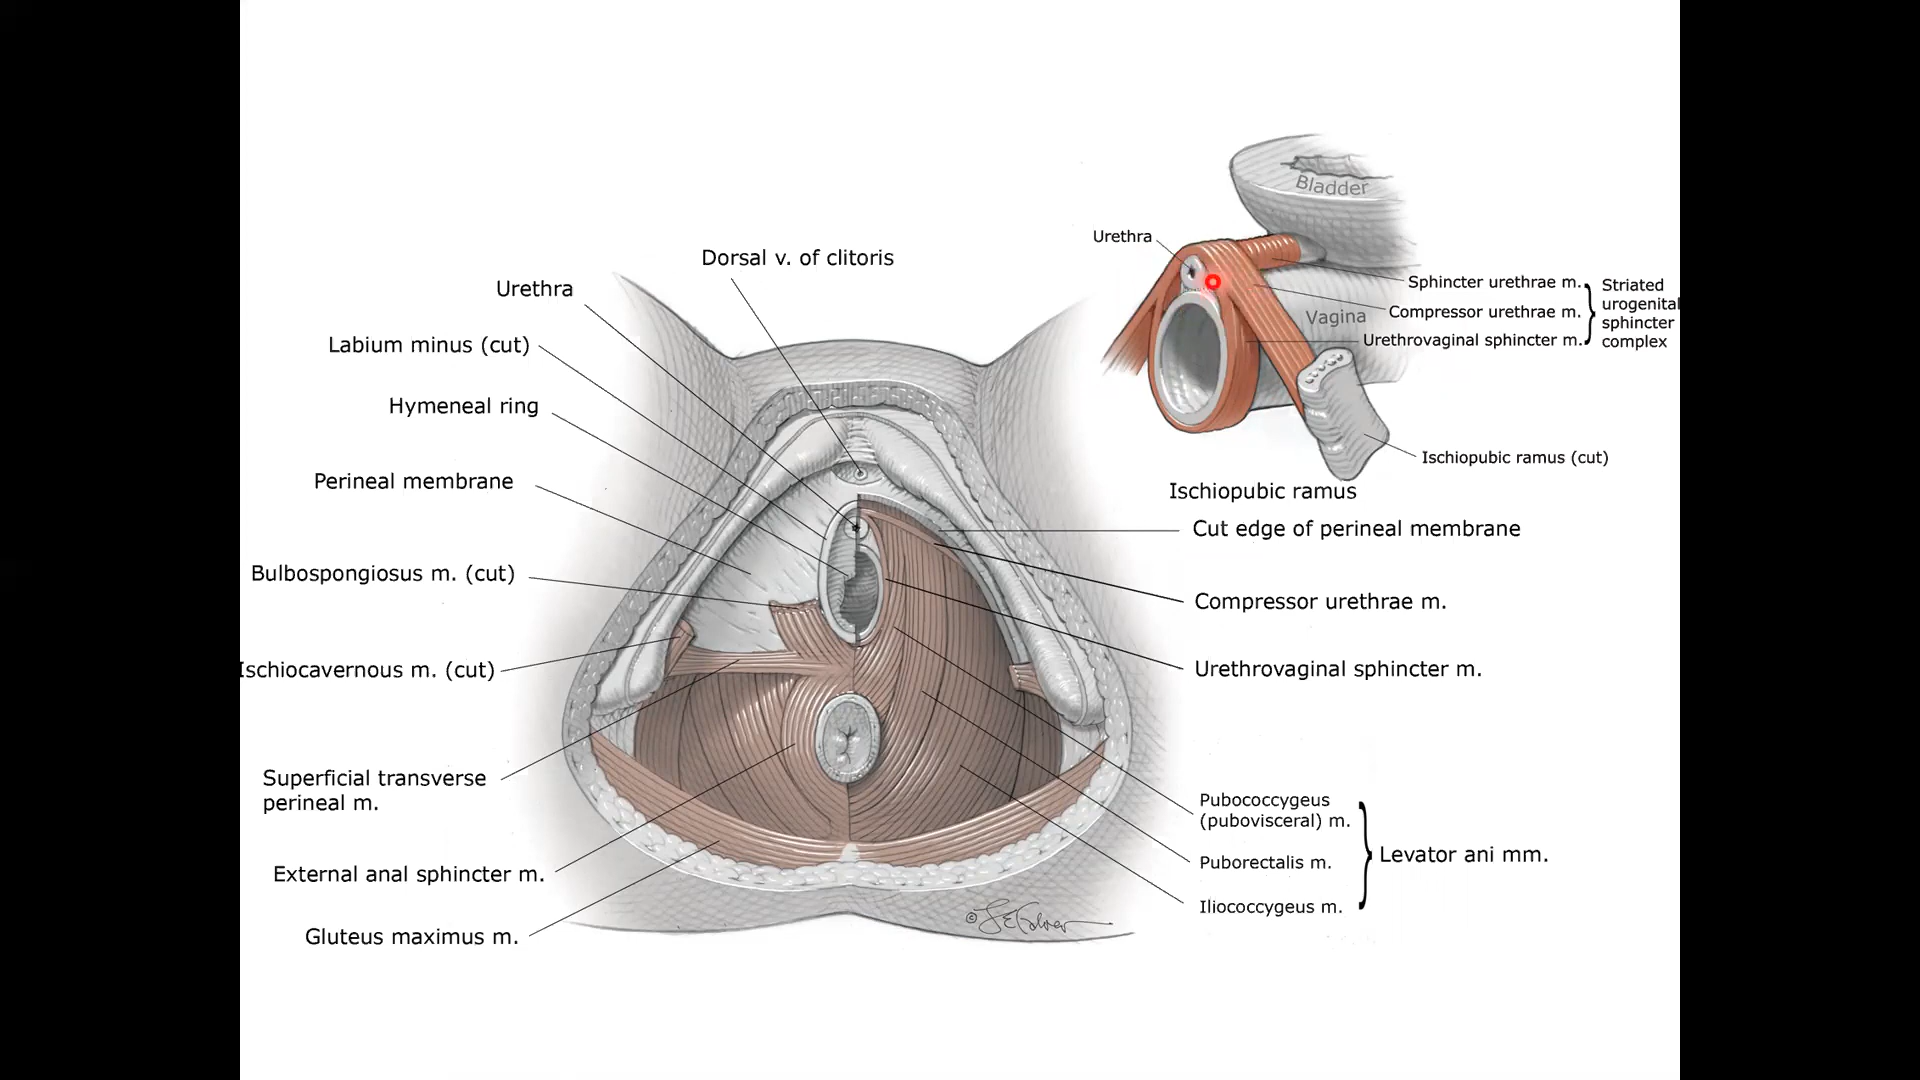 Dorsal v. of clitoris
Urethra
Labium minus (cut)
Hymeneal ring
Perineal membrane
Bulbospongiosus m. (cut)
Ischiocavernous m. (cut)
Superficial transverse
perineal m.
External anal sphincter m.
Gluteus maximus m.
Bladder
Urethra
Vagina
Sphincter urethrae m.
Compressor urethrae m.
Urethrovaginal sphincter m.
Striated
urogenital
sphincter
complex
Ischiopubic ramus (cut)
Ischiopubic ramus
Cut edge of perineal membrane
Compressor urethrae m.
Urethrovaginal sphincter m.
Pubococcygeus
(pubovisceral) m.
Puborectalis m.
Iliococcygeus m.
Levator ani mm.
©